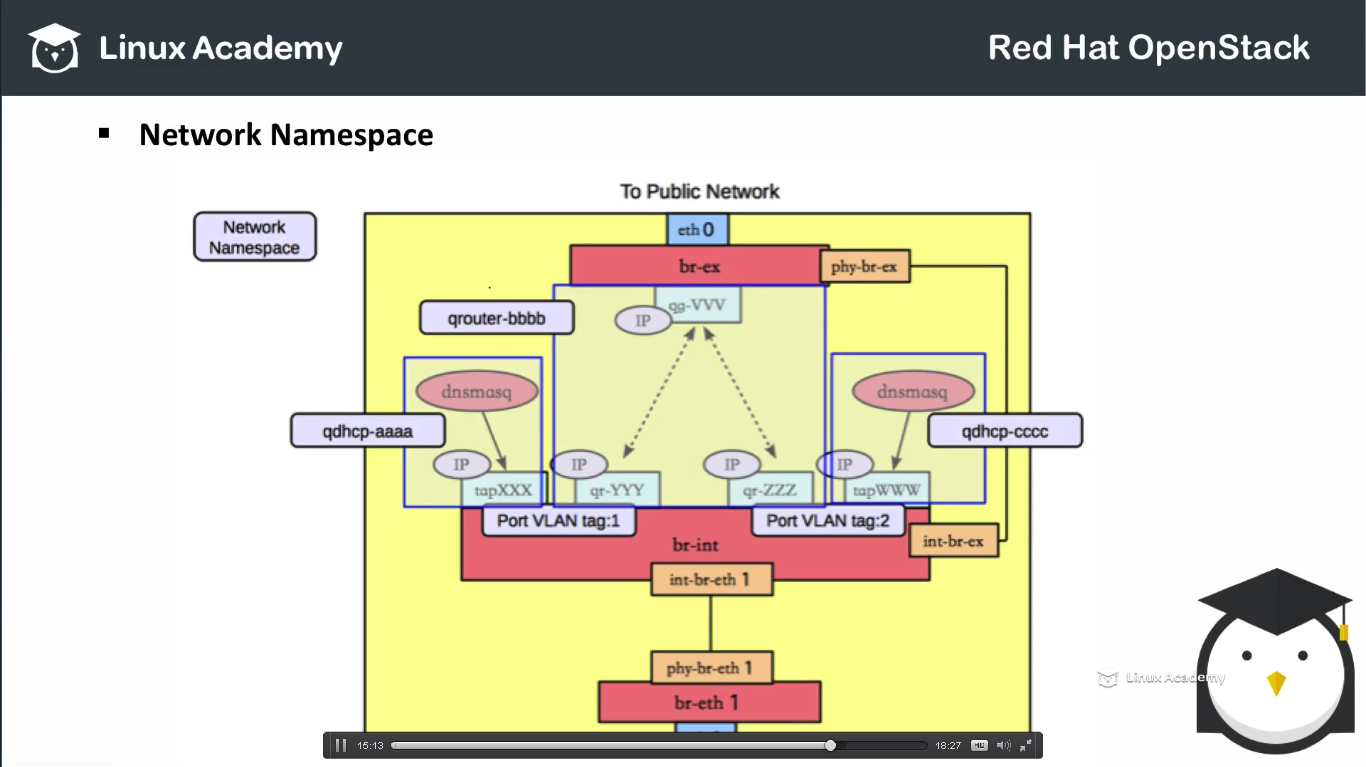 Linux Academy
Red Hat OpenStack
Network Namespace
To Public Network
Network
Namespace
eth 0
br-ex
phy-br-ex
qg-VVV
IP
qrouter-bbbb
dnsmasq
dnsmasq
qdhcp-aaaa
qdhcp-cccc
IP
IP
IP
IP
tapXXX
qr-YYY
qr-ZZZ
tapWWW
Port VLAN tag:1
Port VLAN tag:2
br-int
int-br-ex
int-br-eth 1
phy-br-eth 1
br-eth 1
Linux Academy
15:13
18:27
HD